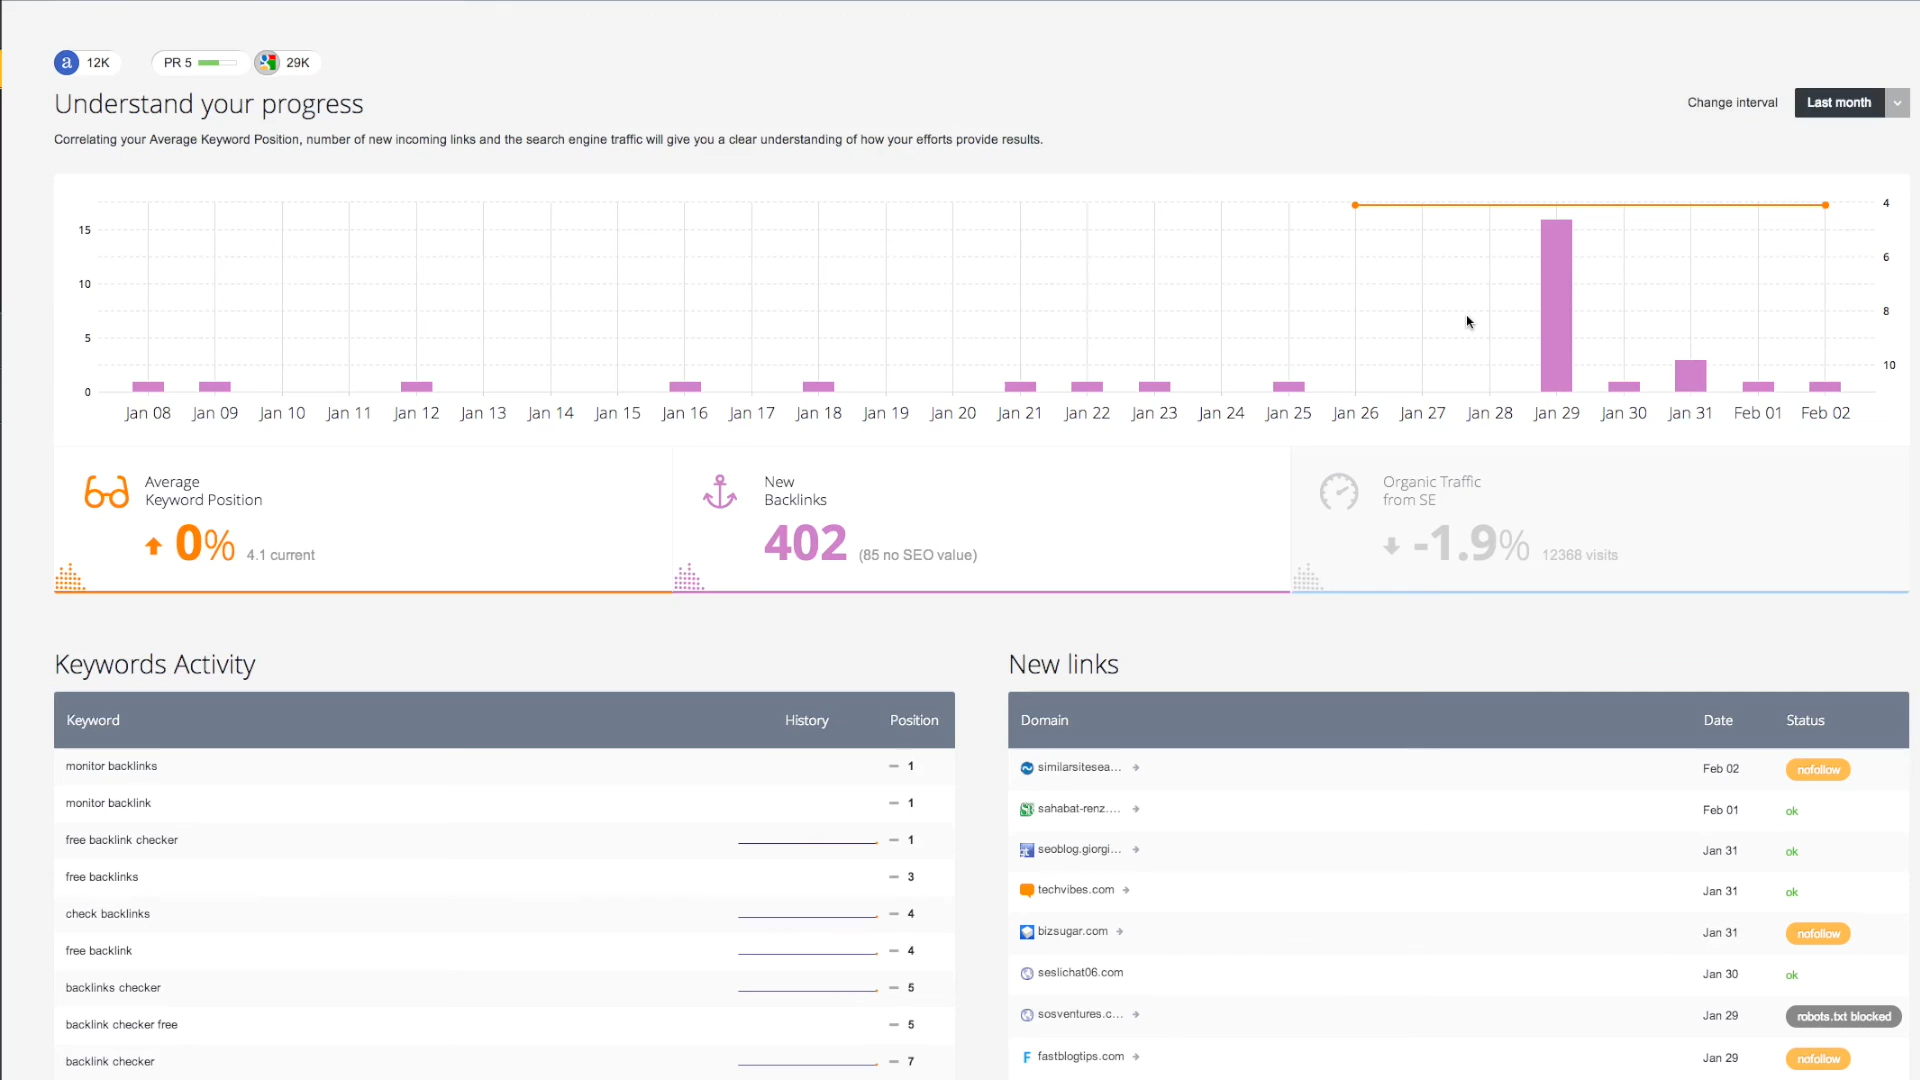 a 12K PR 5 29K
Understand your progress
Change interval Last month
Correlating your Average Keyword Position, number of new incoming links and the search engine traffic will give you a clear understanding of how your efforts provide results.
4
15
6
10
8
5
10
0
Jan 08 Jan 09 Jan 10 Jan 11 Jan 12 Jan 13 Jan 14 Jan 15 Jan 16 Jan 17 Jan 18 Jan 19 Jan 20 Jan 21 Jan 22 Jan 23 Jan 24 Jan 25 Jan 26 Jan 27 Jan 28 Jan 29 Jan 30 Jan 31 Feb 01 Feb 02
Average
Keyword Position
0% 4.1 current
New
Backlinks
402 (85 no SEO value)
Organic Traffic
from SE
-1.9% 12368 visits
Keywords Activity
Keyword History Position
monitor backlinks 1
monitor backlink 1
free backlink checker 1
free backlinks 3
check backlinks 4
free backlink 4
backlinks checker 5
backlink checker free 5
backlink checker 7
New links
Domain Date Status
similarsitesea... Feb 02 nofollow
sahabat-renz.... Feb 01 ok
seoblog.giorgi... Jan 31 ok
techvibes.com Jan 31 ok
bizsugar.com Jan 31 nofollow
seslichat06.com Jan 30 ok
sosventures.c... Jan 29 robots.txt blocked
F fastblogtips.com Jan 29 nofollow